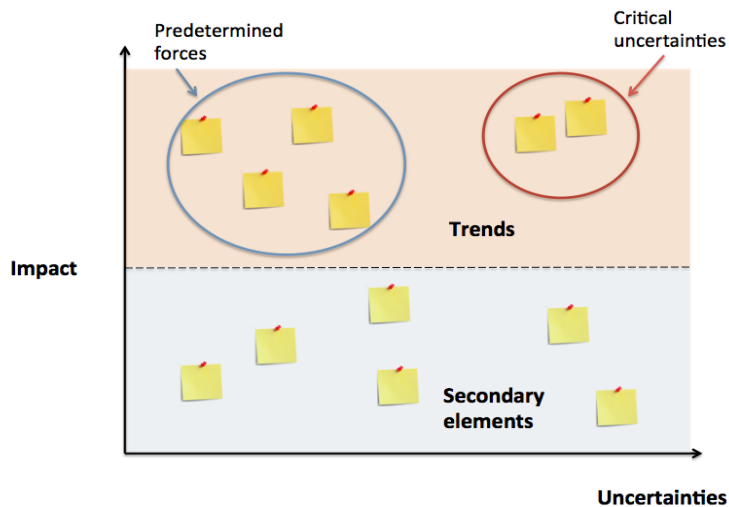 Predetermined
forces
Critical
uncertainties
Trends
Impact
Secondary
elements
Uncertainties